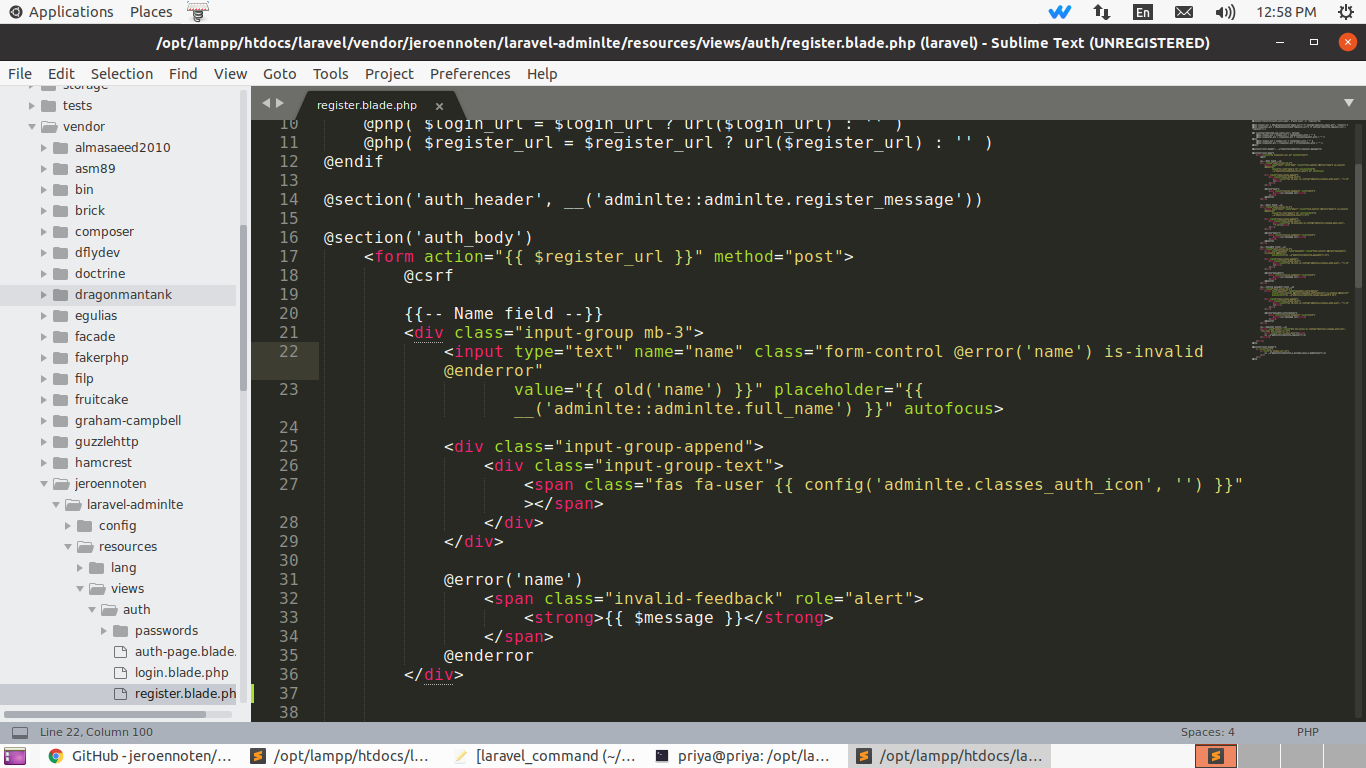 Applications Places En 12:58 PM
/opt/lampp/htdocs/laravel/vendor/jeroennoten/laravel-adminlte/resources/views/auth/register.blade.php (laravel) - Sublime Text (UNREGISTERED)
File Edit Selection Find View Goto Tools Project Preferences Help
storage
tests
vendor
almasaeed2010
asm89
bin
brick
composer
dflydev
doctrine
dragonmantank
egulias
facade
fakerphp
filp
fruitcake
graham-campbell
guzzlehttp
hamcrest
jeroennoten
laravel-adminlte
config
resources
lang
views
auth
passwords
auth-page.blade.
login.blade.php
register.blade.ph
register.blade.php ×
10 @php( $login_url = $login_url ? url($login_url) : '' )
11 @php( $register_url = $register_url ? url($register_url) : '' )
12 @endif
13
14 @section('auth_header', __('adminlte::adminlte.register_message'))
15
16 @section('auth_body')
17 <form action="{{ $register_url }}" method="post">
18 @csrf
19
20 {{-- Name field --}}
21 <div class="input-group mb-3">
22 <input type="text" name="name" class="form-control @error('name') is-invalid
@enderror"
23 value="{{ old('name') }}" placeholder="{{
__('adminlte::adminlte.full_name') }}" autofocus>
24
25 <div class="input-group-append">
26 <div class="input-group-text">
27 <span class="fas fa-user {{ config('adminlte.classes_auth_icon', '') }}"
></span>
28 </div>
29 </div>
30
31 @error('name')
32 <span class="invalid-feedback" role="alert">
33 <strong>{{ $message }}</strong>
34 </span>
35 @enderror
36 </div>
37
38
Line 22, Column 100 Spaces: 4 PHP
GitHub - jeroennoten/... /opt/lampp/htdocs/l... [laravel_command (~/... priya@priya: /opt/la... /opt/lampp/htdocs/la...